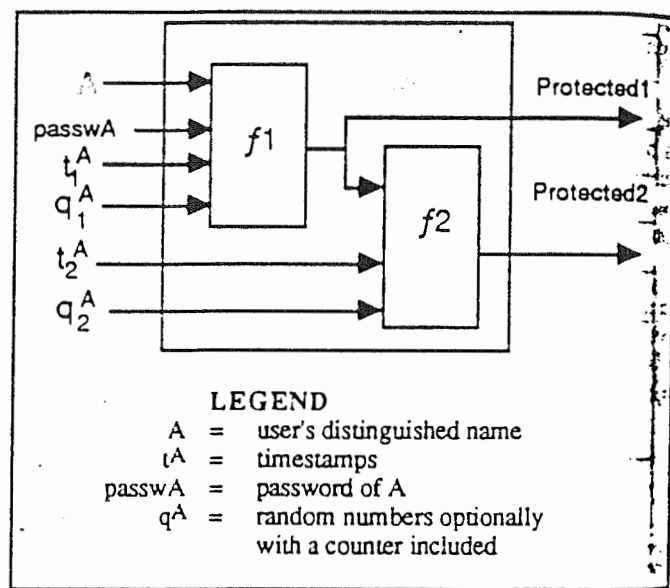 A
passwA
t₁ᴬ
q₁ᴬ
t₂ᴬ
q₂ᴬ
f1
f2
Protected1
Protected2
LEGEND
A = user's distinguished name
tᴬ = timestamps
passwA = password of A
qᴬ = random numbers optionally
with a counter included